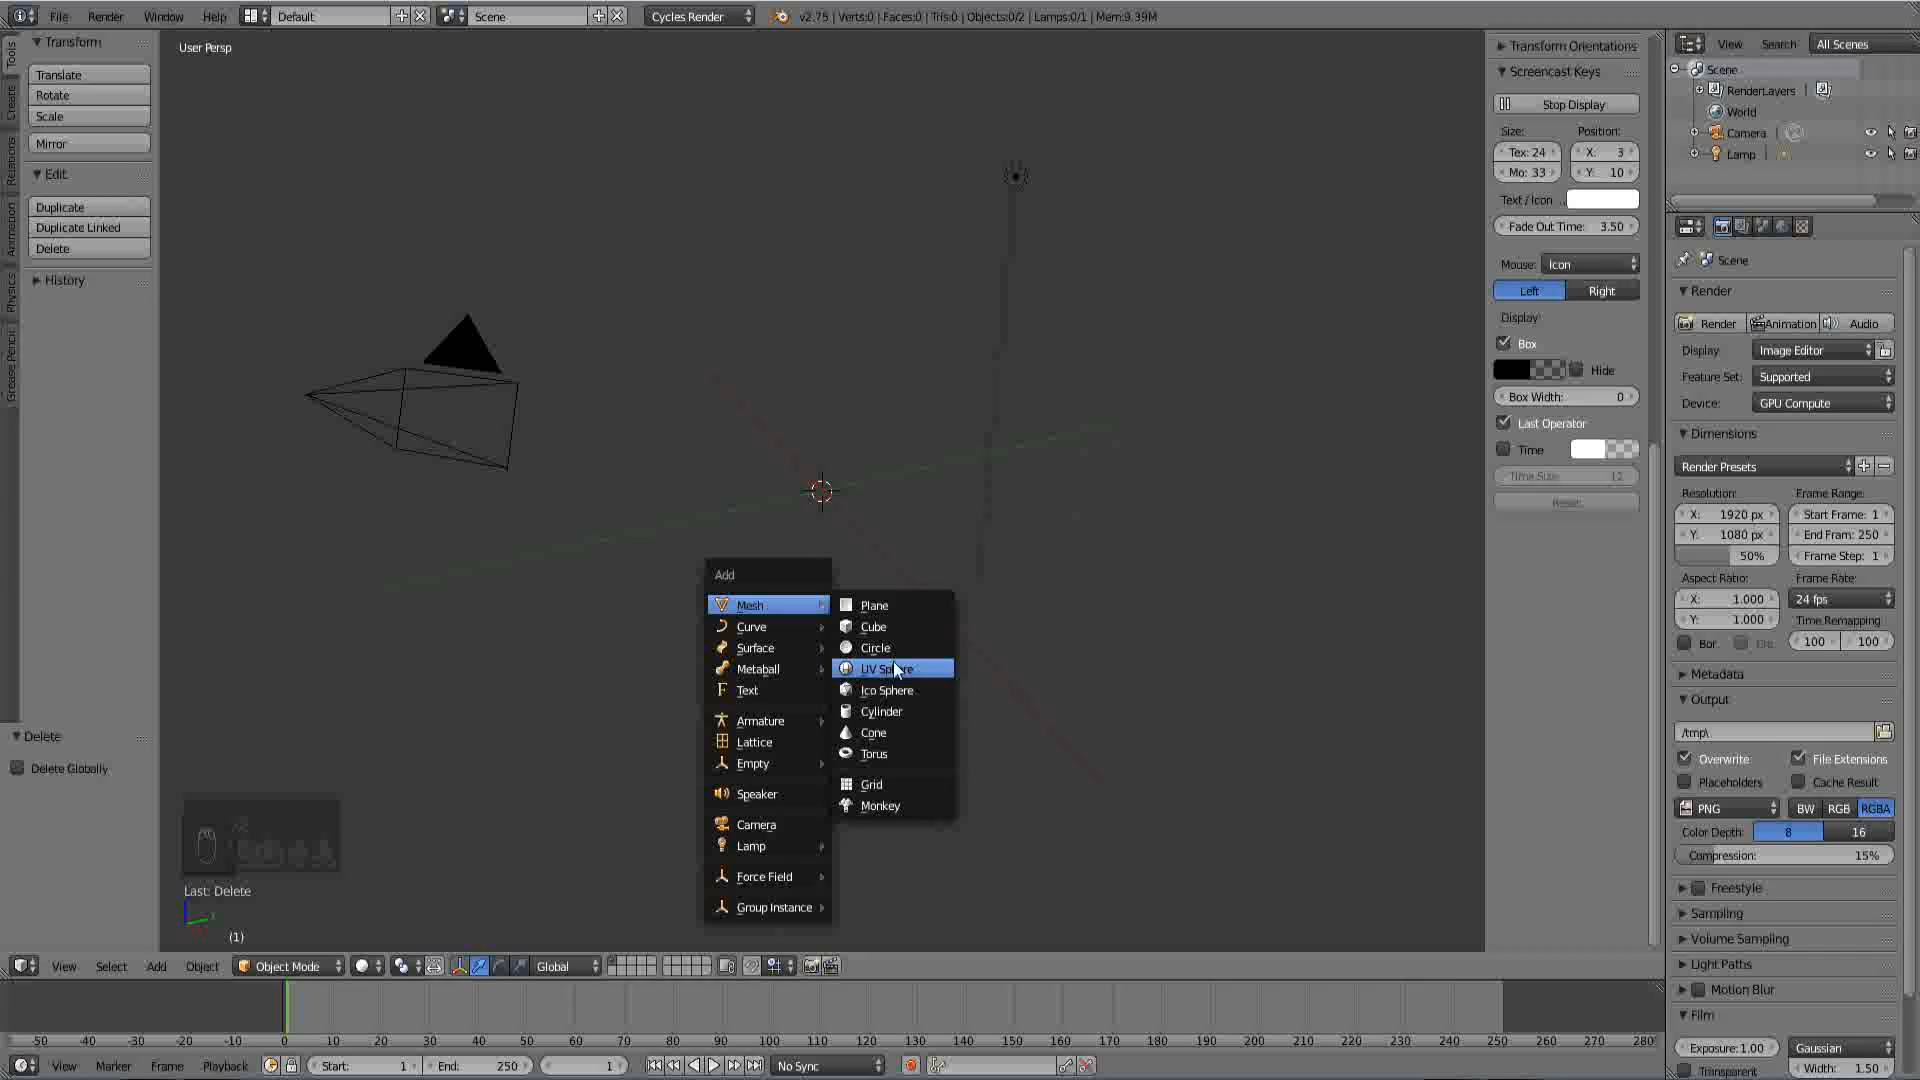 File Render Window Help Default Scene Cycles Render v2.75 | Verts:0 | Faces:0 | Tris:0 | Objects:0/2 | Lamps:0/1 | Mem:9.39M
Tools
Create
Relations
Animation
Physics
Grease Pencil
Transform
Translate
Rotate
Scale
Mirror
Edit
Duplicate
Duplicate Linked
Delete
History
Delete
Delete Globally
User Persp
Add
Mesh
Curve
Surface
Metaball
Text
Armature
Lattice
Empty
Speaker
Camera
Lamp
Force Field
Group Instance
Plane
Cube
Circle
UV Sphere
Ico Sphere
Cylinder
Cone
Torus
Grid
Monkey
Last: Delete
(1)
Transform Orientations
Screencast Keys
Stop Display
Size: Position:
Tex: 24 X: 3
Mo: 33 Y: 10
Text / Icon
Fade Out Time: 3.50
Mouse: Icon
Left Right
Display:
Box
Hide
Box Width: 0
Last Operator
Time
Time Size: 12
Reset
View Search All Scenes
Scene
RenderLayers
World
Camera
Lamp
Scene
Render
Render Animation Audio
Display: Image Editor
Feature Set: Supported
Device: GPU Compute
Dimensions
Render Presets
Resolution: Frame Range:
X: 1920 px Start Frame: 1
Y: 1080 px End Fram: 250
50% Frame Step: 1
Aspect Ratio: Frame Rate:
X: 1.000 24 fps
Y: 1.000 Time Remapping:
Bor. 100 100
Metadata
Output
/tmp\
Overwrite File Extensions
Placeholders Cache Result
PNG BW RGB RGBA
Color Depth: 8 16
Compression: 15%
Freestyle
Sampling
Volume Sampling
Light Paths
Motion Blur
Film
Exposure: 1.00 Gaussian
Transparent Width: 1.50
View Select Add Object Object Mode Global
-50 -40 -30 -20 -10 0 10 20 30 40 50 60 70 80 90 100 110 120 130 140 150 160 170 180 190 200 210 220 230 240 250 260 270 280
View Marker Frame Playback Start: 1 End: 250 1 No Sync